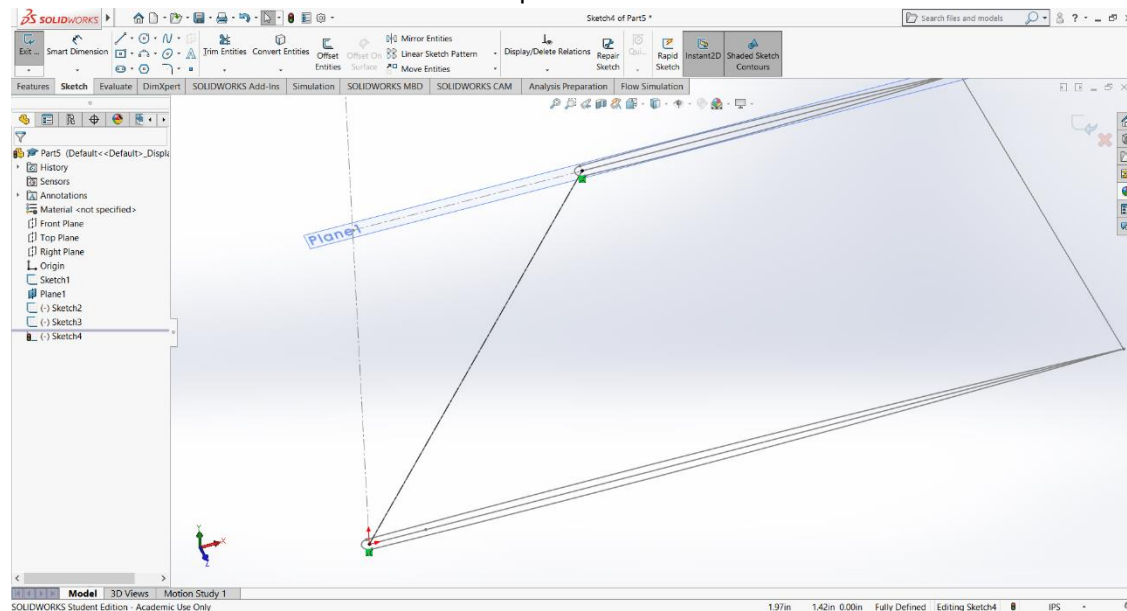 SOLIDWORKS
Sketch4 of Part5 *
Search files and models
Exit ...
Smart Dimension
Trim Entities
Convert Entities
Offset Entities
Offset On Surface
Mirror Entities
Linear Sketch Pattern
Move Entities
Display/Delete Relations
Repair Sketch
Qui...
Rapid Sketch
Instant2D
Shaded Sketch Contours
Features Sketch Evaluate DimXpert SOLIDWORKS Add-Ins Simulation SOLIDWORKS MBD SOLIDWORKS CAM Analysis Preparation Flow Simulation
Part5 (Default<<Default>_Displa
History
Sensors
Annotations
Material <not specified>
Front Plane
Top Plane
Right Plane
Origin
Sketch1
Plane1
(-) Sketch2
(-) Sketch3
(-) Sketch4
Plane1
Y
X
Z
Model 3D Views Motion Study 1
SOLIDWORKS Student Edition - Academic Use Only
1.97in 1.42in 0.00in Fully Defined Editing Sketch4 IPS